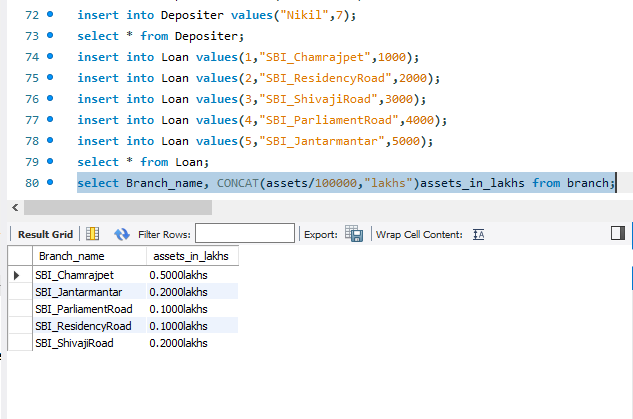 72 insert into Depositer values("Nikil",7);
73 select * from Depositer;
74 insert into Loan values(1,"SBI_Chamrajpet",1000);
75 insert into Loan values(2,"SBI_ResidencyRoad",2000);
76 insert into Loan values(3,"SBI_ShivajiRoad",3000);
77 insert into Loan values(4,"SBI_ParliamentRoad",4000);
78 insert into Loan values(5,"SBI_Jantarmantar",5000);
79 select * from Loan;
80 select Branch_name, CONCAT(assets/100000,"lakhs")assets_in_lakhs from branch;
Result Grid Filter Rows: Export: Wrap Cell Content: IA
Branch_name assets_in_lakhs
SBI_Chamrajpet 0.5000lakhs
SBI_Jantarmantar 0.2000lakhs
SBI_ParliamentRoad 0.1000lakhs
SBI_ResidencyRoad 0.1000lakhs
SBI_ShivajiRoad 0.2000lakhs